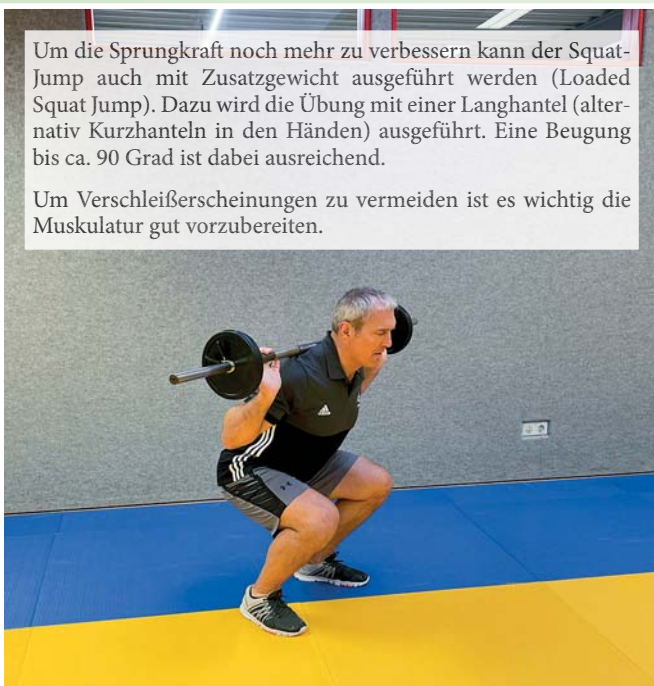 Um die Sprungkraft noch mehr zu verbessern kann der Squat-
Jump auch mit Zusatzgewicht ausgeführt werden (Loaded
Squat Jump). Dazu wird die Übung mit einer Langhantel (alter-
nativ Kurzhanteln in den Händen) ausgeführt. Eine Beugung
bis ca. 90 Grad ist dabei ausreichend.
Um Verschleißerscheinungen zu vermeiden ist es wichtig die
Muskulatur gut vorzubereiten.